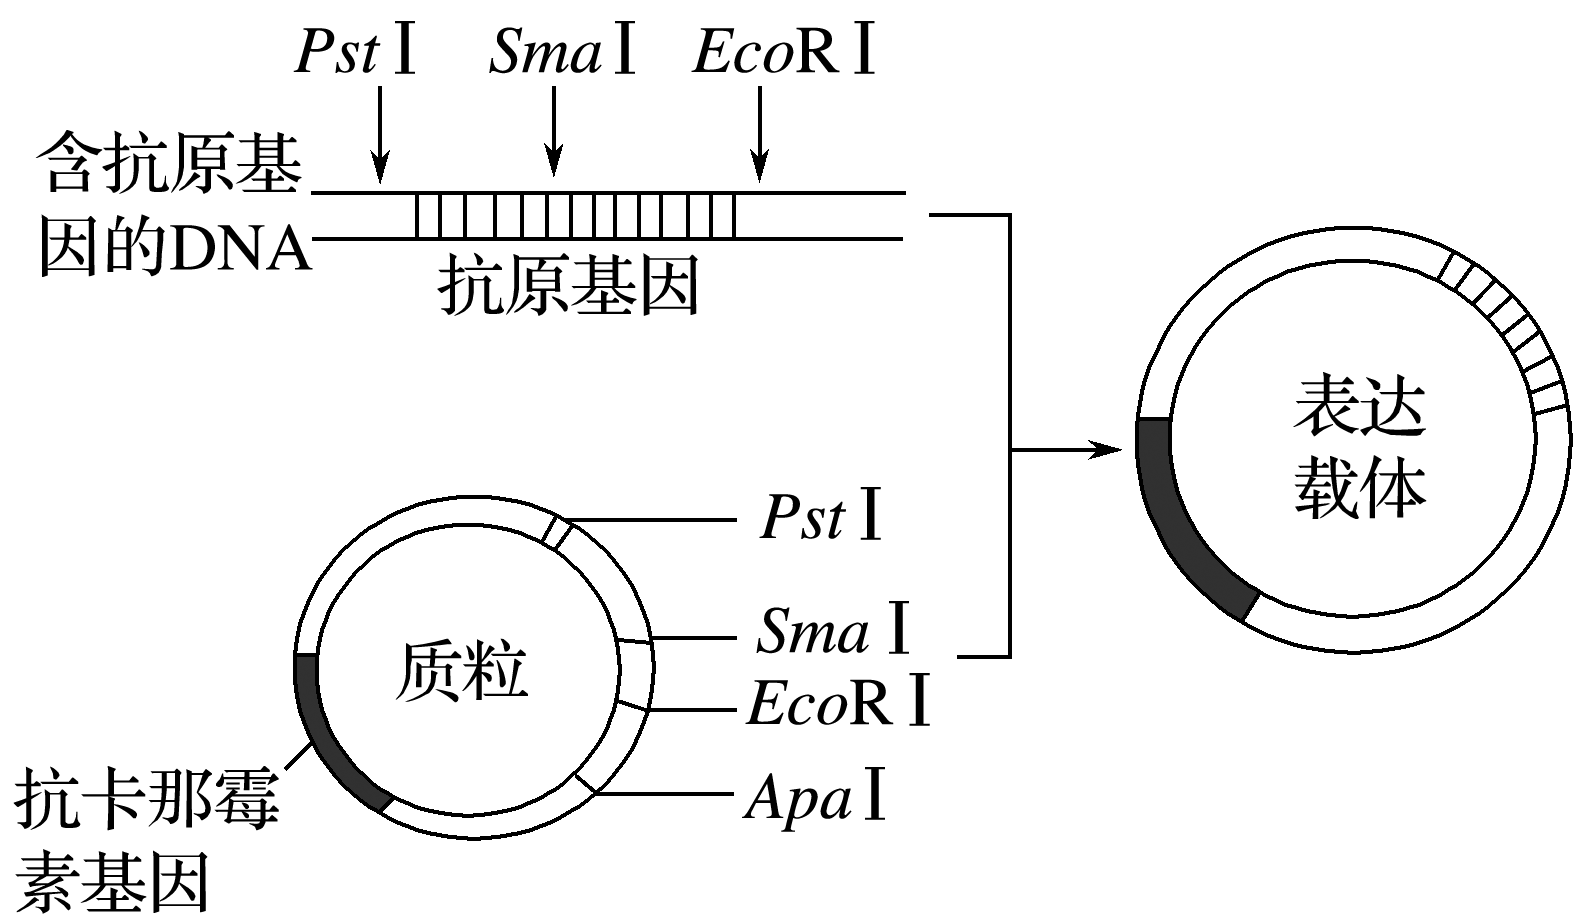 PstⅠ SmaⅠ EcoRⅠ
含抗原基
因的DNA
抗原基因
表达
载体
PstⅠ
SmaⅠ
质粒
EcoRⅠ
ApaⅠ
抗卡那霉
素基因